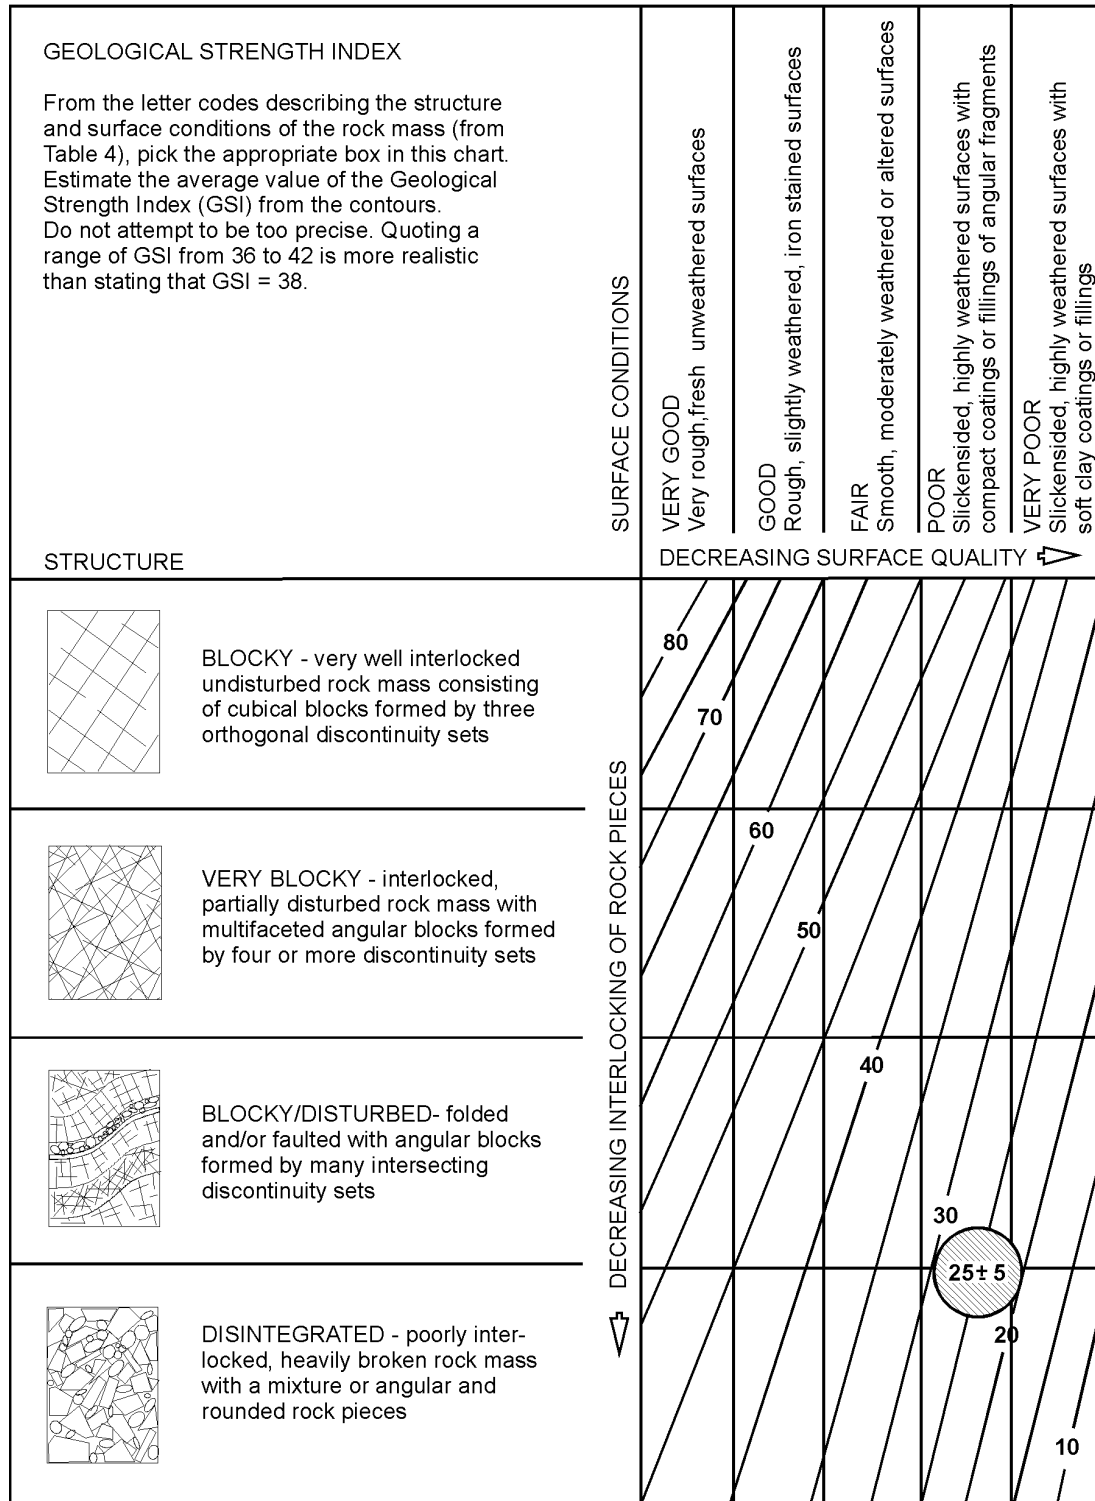 GEOLOGICAL STRENGTH INDEX
From the letter codes describing the structure
and surface conditions of the rock mass (from
Table 4), pick the appropriate box in this chart.
Estimate the average value of the Geological
Strength Index (GSI) from the contours.
Do not attempt to be too precise. Quoting a
range of GSI from 36 to 42 is more realistic
than stating that GSI = 38.
SURFACE CONDITIONS
VERY GOOD
Very rough,fresh  unweathered surfaces
GOOD
Rough, slightly weathered, iron stained surfaces
FAIR
Smooth, moderately weathered or altered surfaces
POOR
Slickensided, highly weathered surfaces with
compact coatings or fillings of angular fragments
VERY POOR
Slickensided, highly weathered surfaces with
soft clay coatings or fillings
STRUCTURE
DECREASING SURFACE QUALITY
BLOCKY - very well interlocked
undisturbed rock mass consisting
of cubical blocks formed by three
orthogonal discontinuity sets
VERY BLOCKY - interlocked,
partially disturbed rock mass with
multifaceted angular blocks formed
by four or more discontinuity sets
BLOCKY/DISTURBED- folded
and/or faulted with angular blocks
formed by many intersecting
discontinuity sets
DISINTEGRATED - poorly inter-
locked, heavily broken rock mass
with a mixture or angular and
rounded rock pieces
DECREASING INTERLOCKING OF ROCK PIECES
80
70
60
50
40
30
25± 5
20
10